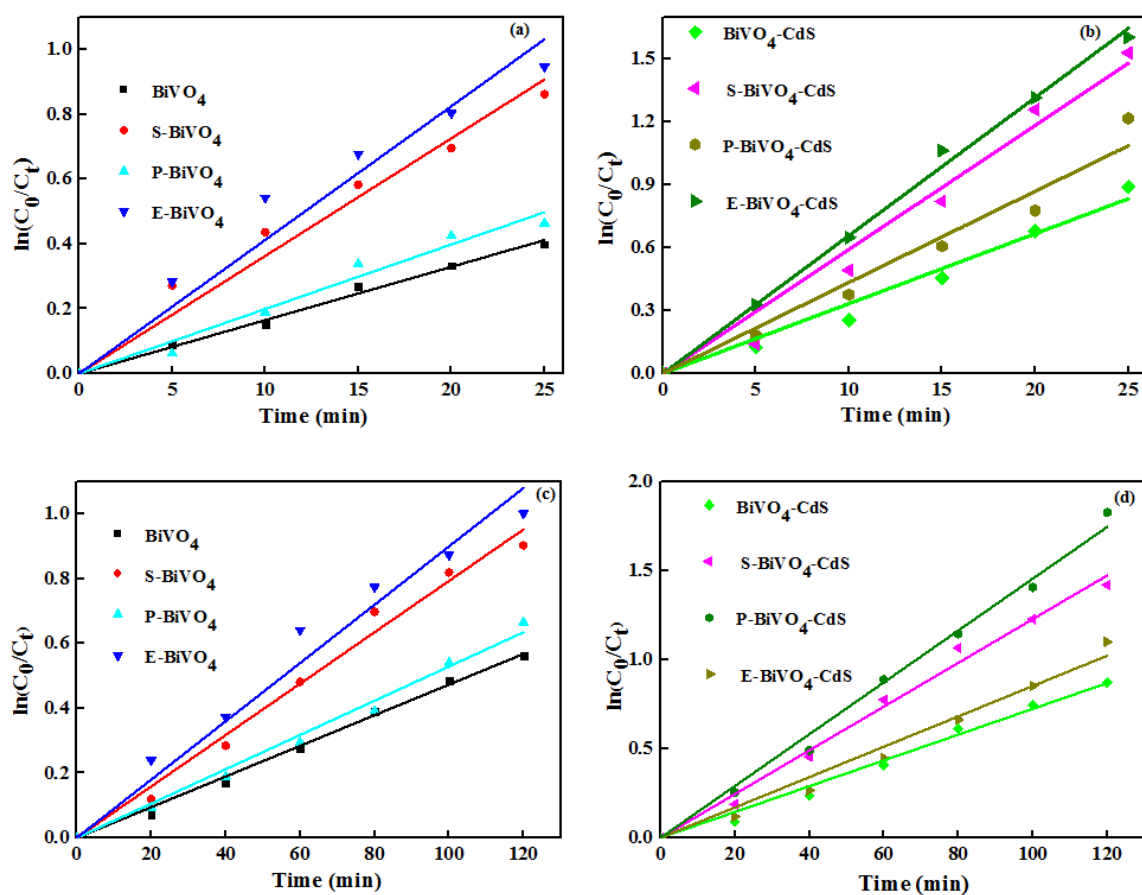 (a)
BiVO4
S-BiVO4
P-BiVO4
E-BiVO4
ln(C0/Ct)
1.0
0.8
0.6
0.4
0.2
0.0
0 5 10 15 20 25
Time (min)
(b)
BiVO4-CdS
S-BiVO4-CdS
P-BiVO4-CdS
E-BiVO4-CdS
ln(C0/Ct)
1.5
1.2
0.9
0.6
0.3
0.0
0 5 10 15 20 25
Time (min)
(c)
BiVO4
S-BiVO4
P-BiVO4
E-BiVO4
ln(C0/Ct)
1.0
0.8
0.6
0.4
0.2
0.0
0 20 40 60 80 100 120
Time (min)
(d)
BiVO4-CdS
S-BiVO4-CdS
P-BiVO4-CdS
E-BiVO4-CdS
ln(C0/Ct)
2.0
1.5
1.0
0.5
0.0
0 20 40 60 80 100 120
Time (min)